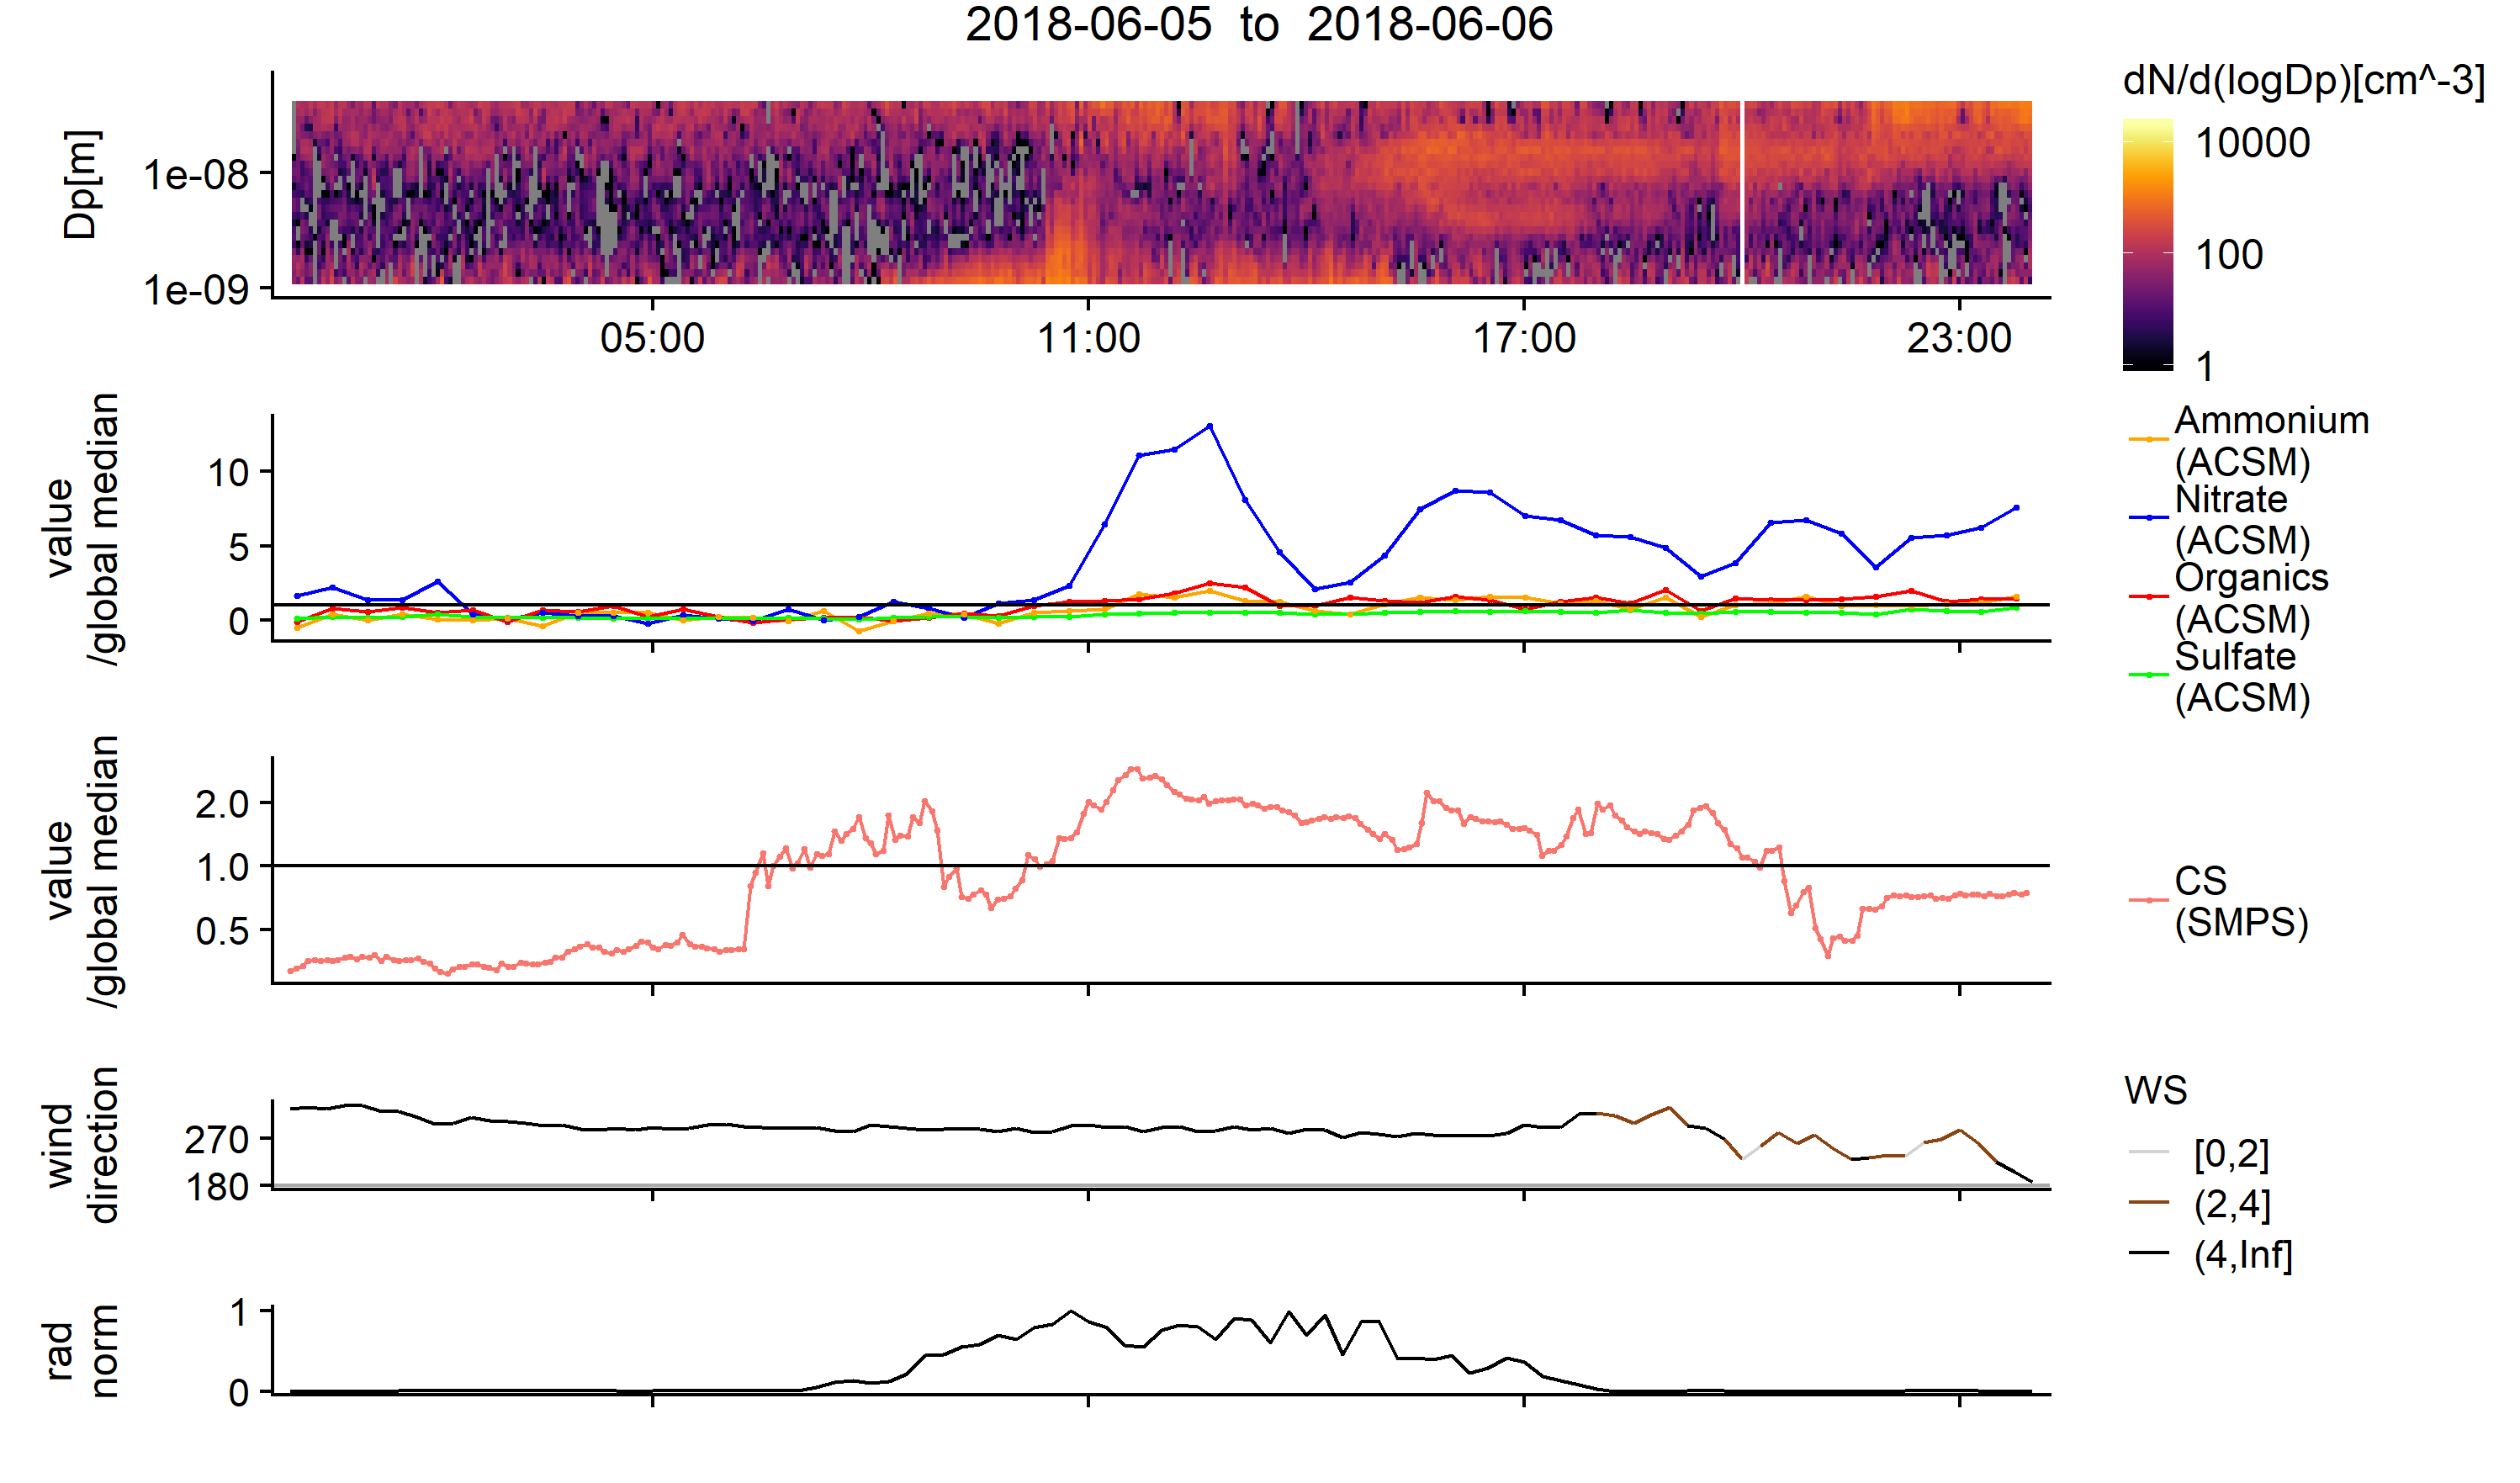 2018-06-05 to 2018-06-06
Dp[m]
1e-08
1e-09
05:00
11:00
17:00
23:00
dN/d(logDp)[cm^-3]
10000
100
1
value
/global median
10
5
0
Ammonium
(ACSM)
Nitrate
(ACSM)
Organics
(ACSM)
Sulfate
(ACSM)
value
/global median
2.0
1.0
0.5
CS
(SMPS)
wind
direction
270
180
WS
[0,2]
(2,4]
(4,Inf]
rad
norm
1
0